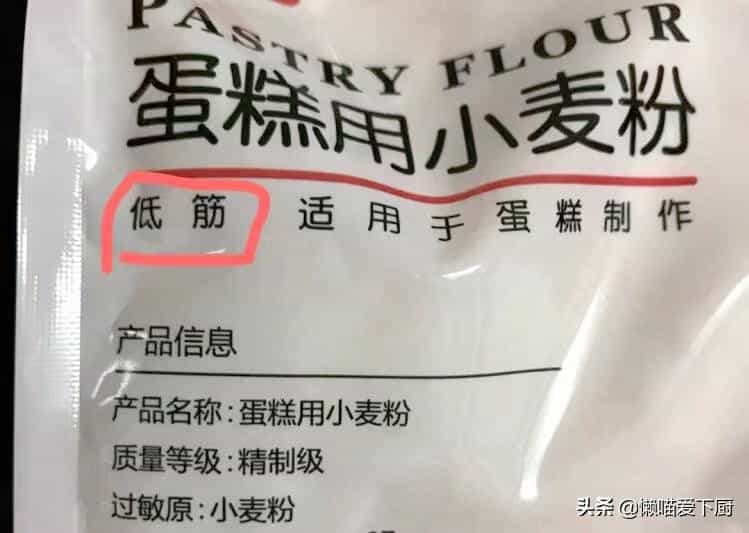 PASTRY FLOUR
蛋糕用小麦粉
低筋 适用于蛋糕制作
产品信息
产品名称:蛋糕用小麦粉
质量等级:精制级
过敏原:小麦粉
头条 @懒喵爱下厨